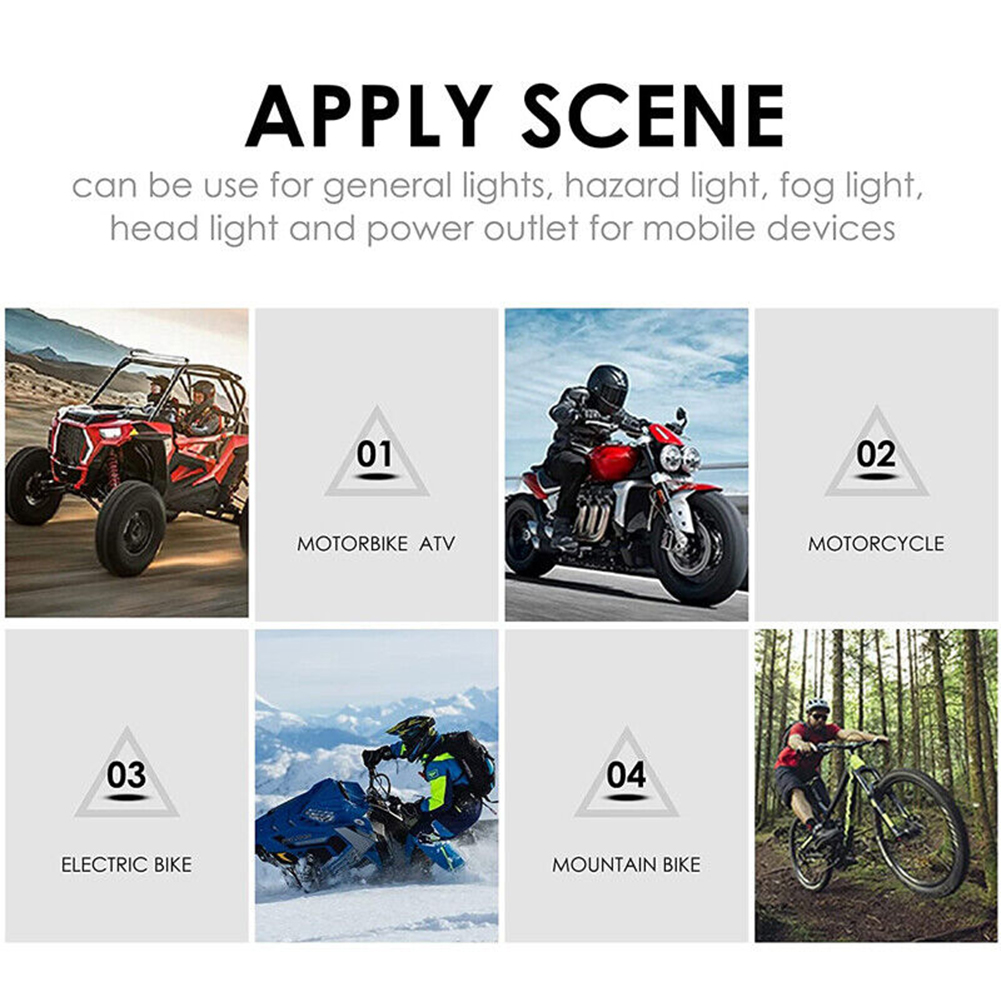 APPLY SCENE
can be use for general lights, hazard light, fog light,
head light and power outlet for mobile devices
01
MOTORBIKE ATV
02
MOTORCYCLE
03
ELECTRIC BIKE
04
MOUNTAIN BIKE